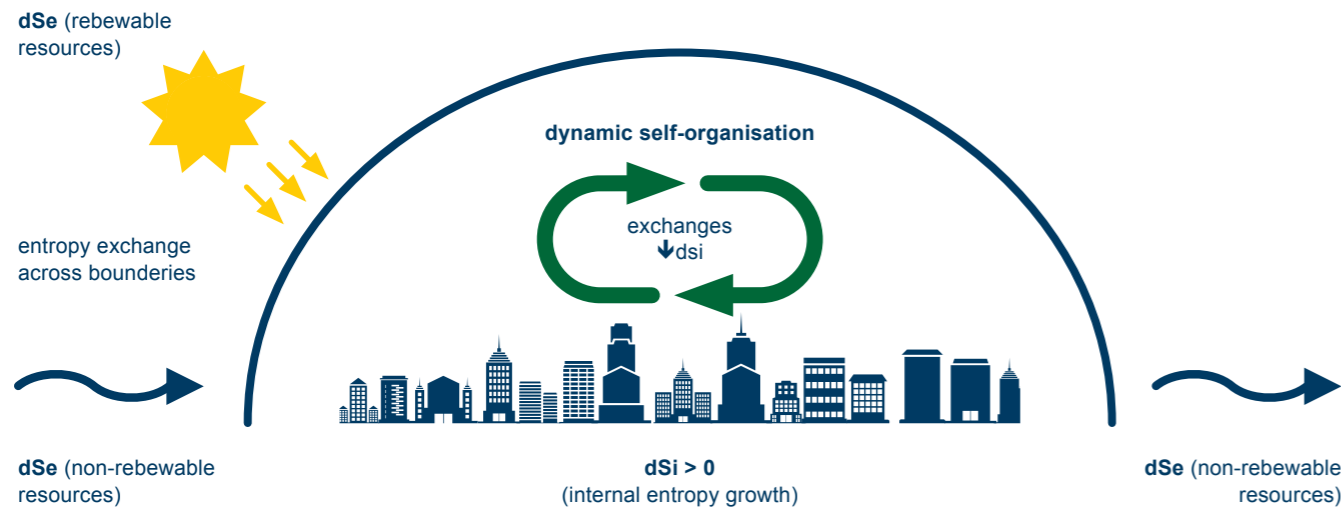 dSe (rebewable
resources)
dynamic self-organisation
exchanges
🡻dsi
entropy exchange
across bounderies
dSe (non-rebewable
resources)
dSi > 0
(internal entropy growth)
dSe (non-rebewable
resources)